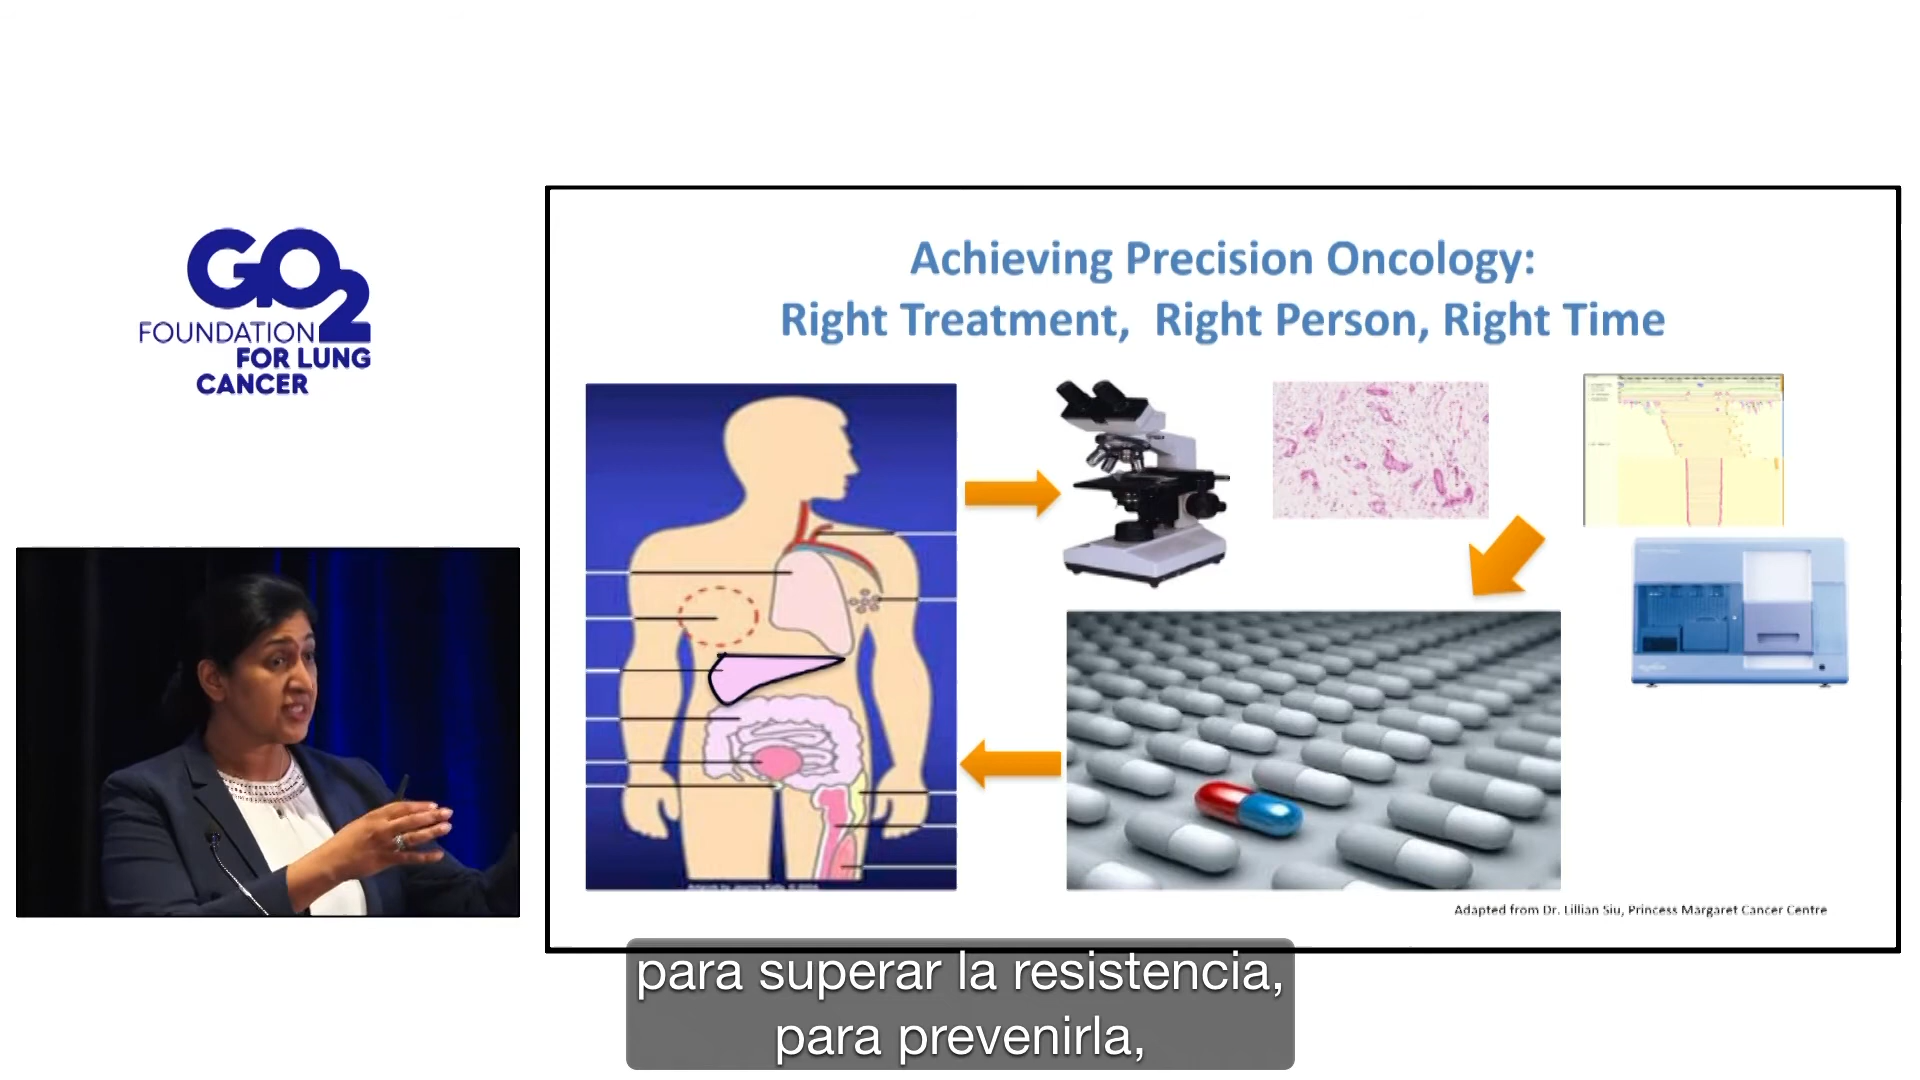 GO2
FOUNDATION
FOR LUNG
CANCER
Achieving Precision Oncology:
Right Treatment, Right Person, Right Time
Adapted from Dr. Lillian Siu, Princess Margaret Cancer Centre
para superar la resistencia,
para prevenirla,